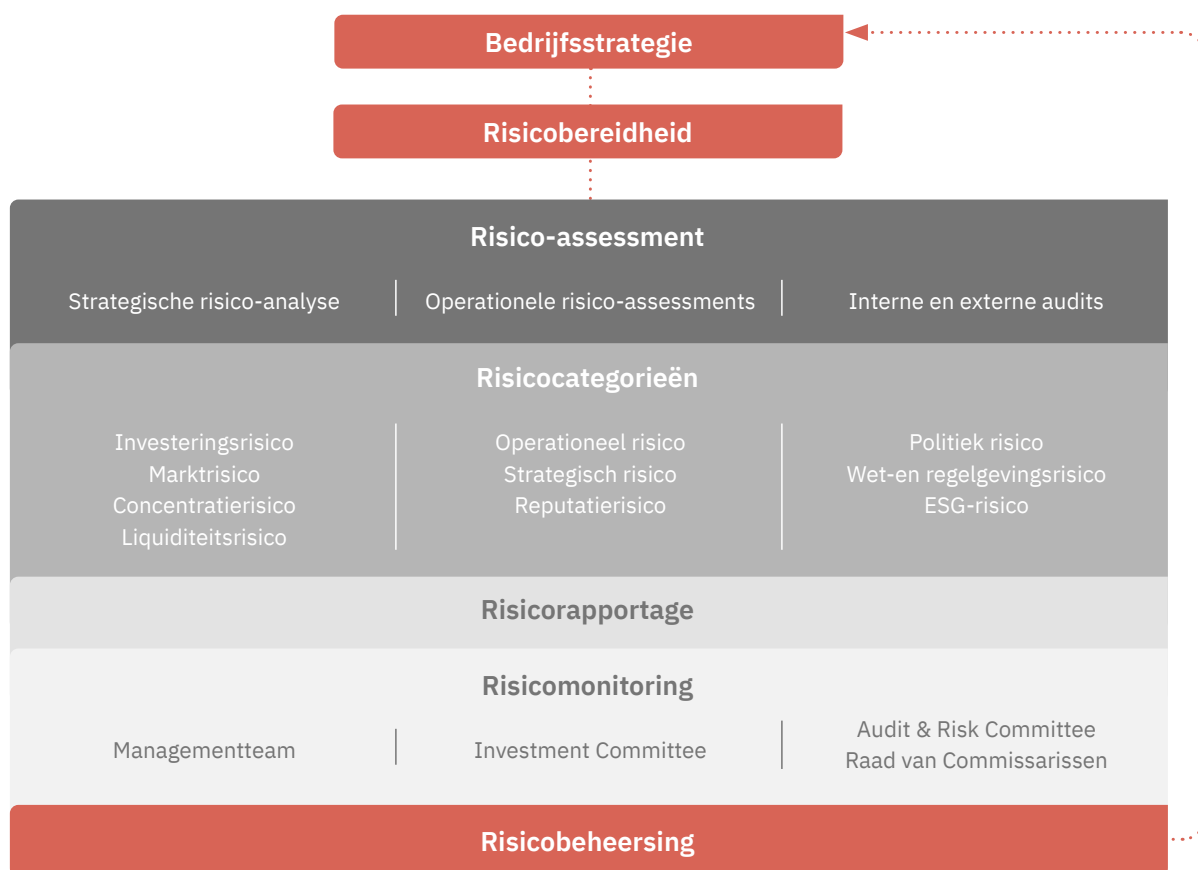 Bedrijfsstrategie
Risicobereidheid
Risico-assessment
Strategische risico-analyse
Operationele risico-assessments
Interne en externe audits
Risicocategorieën
Investeringsrisico
Marktrisico
Concentratierisico
Liquiditeitsrisico
Operationeel risico
Strategisch risico
Reputatierisico
Politiek risico
Wet-en regelgevingsrisico
ESG-risico
Risicorapportage
Risicomonitoring
Managementteam
Investment Committee
Audit & Risk Committee
Raad van Commissarissen
Risicobeheersing